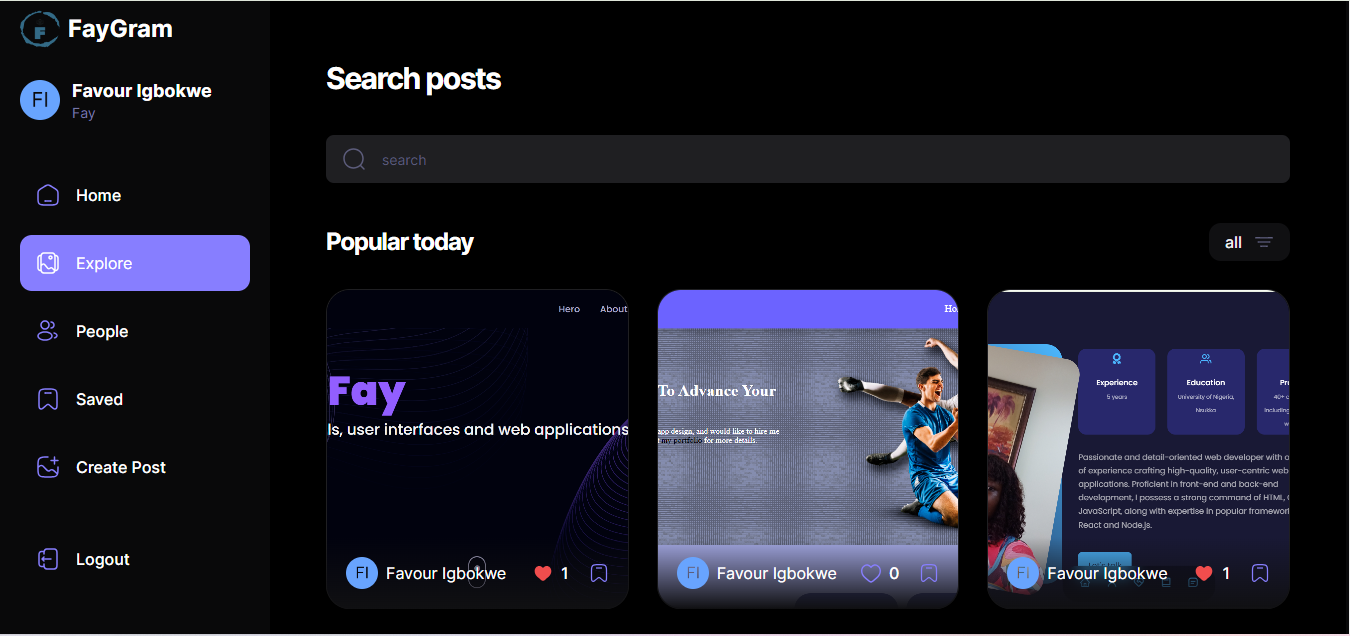 F
FayGram
FI
Favour Igbokwe
Fay
Home
Explore
People
Saved
Create Post
Logout
Search posts
search
Popular today
all
Hero About
Fay
ls, user interfaces and web applications
FI Favour Igbokwe 1
To Advance Your
app design, and would like to hire me
my portfolio for more details.
FI Favour Igbokwe 0
Experience
5 years
Education
University of Nigeria,
Nsukka
40+
including
Passionate and detail-oriented web developer with
of experience crafting high-quality, user-centric web
applications. Proficient in front-end and back-end
development, I possess a strong command of HTML,
JavaScript, along with expertise in popular
React and Node.js.
FI Favour Igbokwe 1